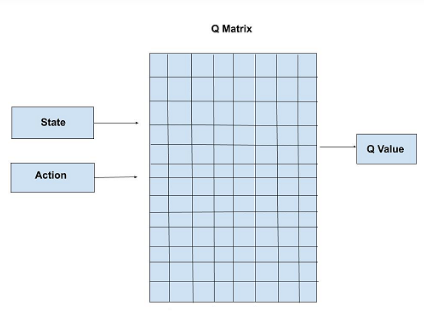 Q Matrix
State
Action
Q Value